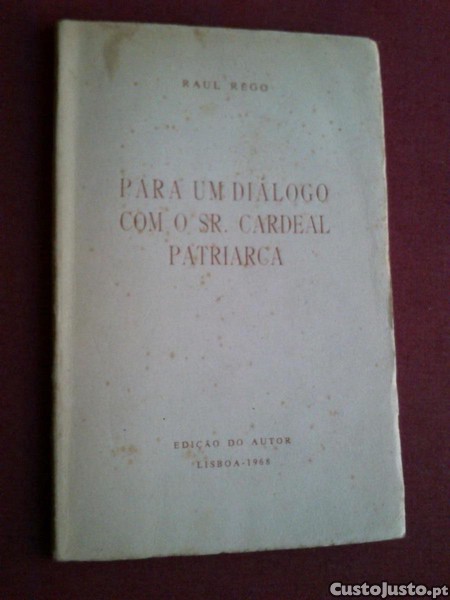 RAUL REGO
PARA UM DIÁLOGO
COM O SR. CARDEAL
PATRIARCA
EDIÇÃO DO AUTOR
LISBOA-1968
CustoJusto.pt